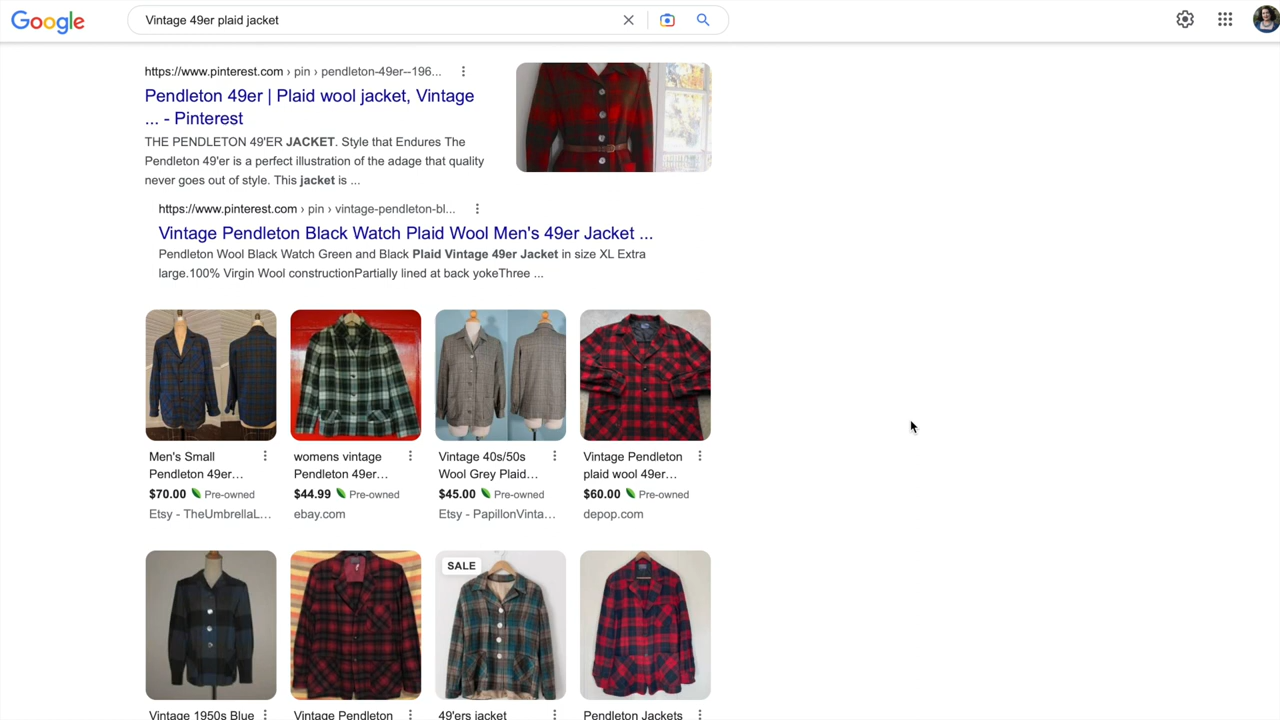 Google
Vintage 49er plaid jacket
https://www.pinterest.com › pin › pendleton-49er--196...
Pendleton 49er | Plaid wool jacket, Vintage
... - Pinterest
THE PENDLETON 49'ER JACKET. Style that Endures The
Pendleton 49'er is a perfect illustration of the adage that quality
never goes out of style. This jacket is ...
https://www.pinterest.com › pin › vintage-pendleton-bl...
Vintage Pendleton Black Watch Plaid Wool Men's 49er Jacket ...
Pendleton Wool Black Watch Green and Black Plaid Vintage 49er Jacket in size XL Extra
large.100% Virgin Wool constructionPartially lined at back yokeThree ...
Men's Small
Pendleton 49er...
$70.00 Pre-owned
Etsy - TheUmbrellaL...
womens vintage
Pendleton 49er...
$44.99 Pre-owned
ebay.com
Vintage 40s/50s
Wool Grey Plaid...
$45.00 Pre-owned
Etsy - PapillonVinta...
Vintage Pendleton
plaid wool 49er...
$60.00 Pre-owned
depop.com
SALE
Vintage 1950s Blue
Vintage Pendleton
49'ers jacket
Pendleton Jackets